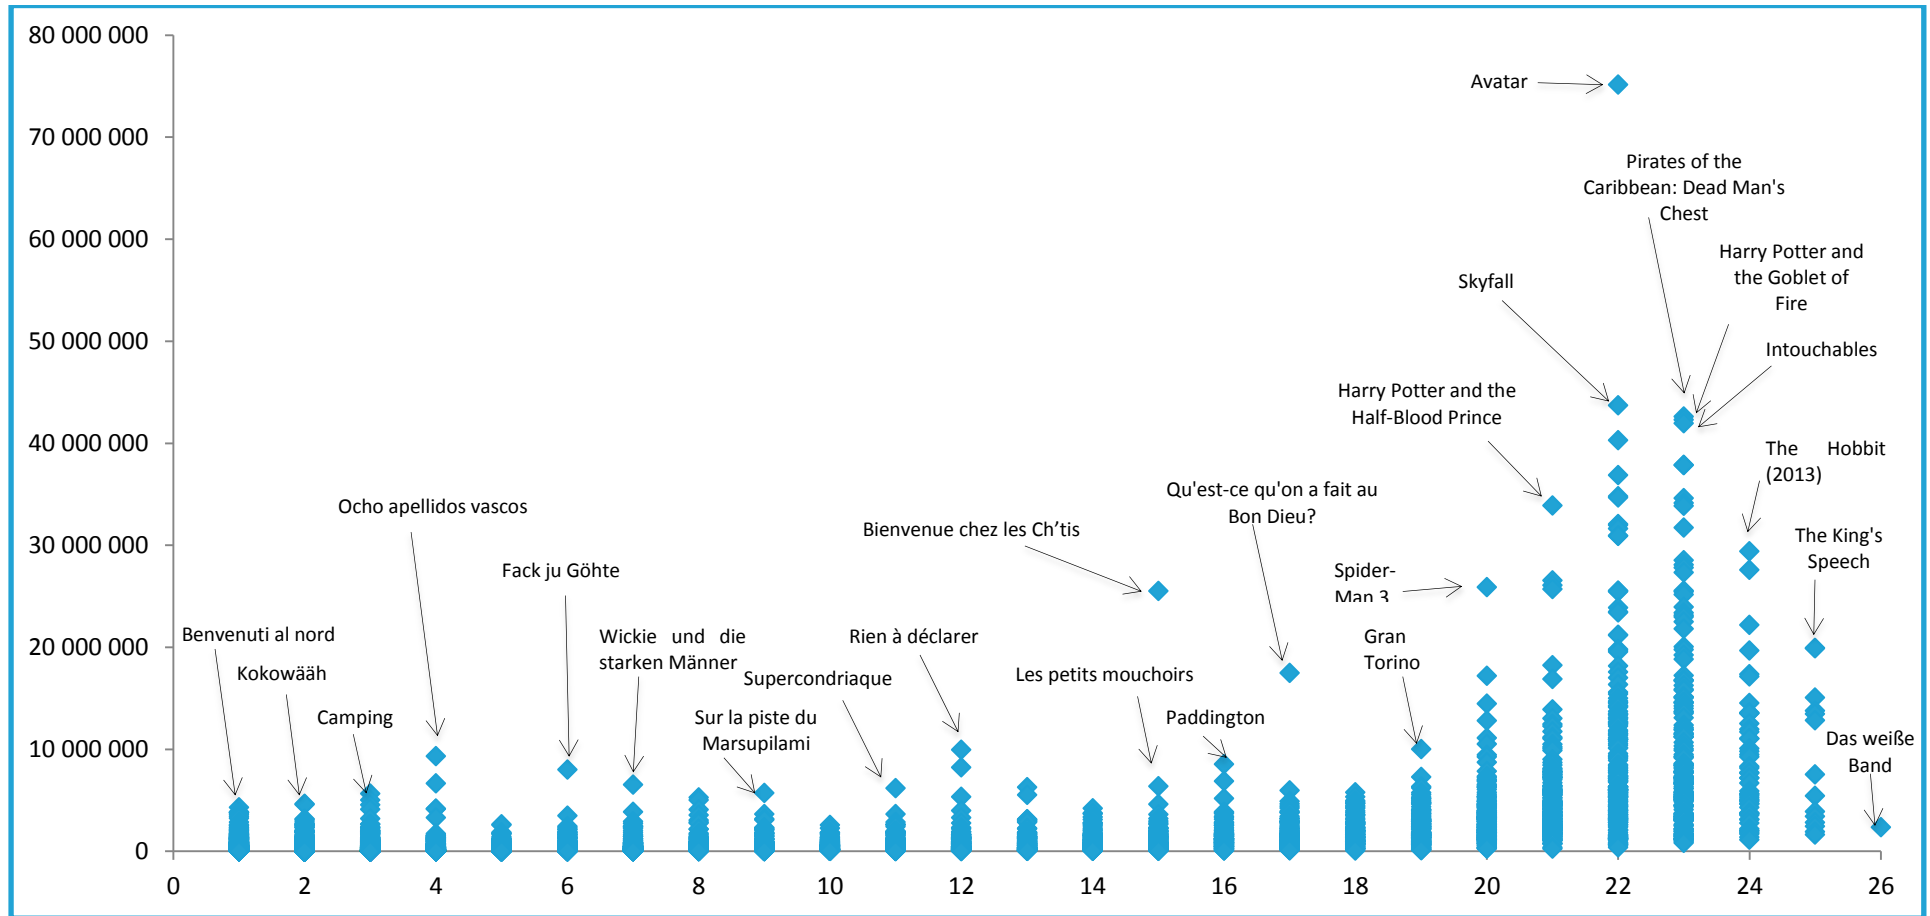 80 000 000
70 000 000
60 000 000
50 000 000
40 000 000
30 000 000
20 000 000
10 000 000
0
Avatar
Pirates of the
Caribbean: Dead Man's
Chest
Harry Potter and
the Goblet of
Fire
Skyfall
Intouchables
Harry Potter and the
Half-Blood Prince
The Hobbit
(2013)
Qu'est-ce qu'on a fait au
Bon Dieu?
Ocho apellidos vascos
Bienvenue chez les Ch’tis
The King's
Speech
Fack ju Göhte
Spider-
Man 3
Benvenuti al nord
Kokowääh
Camping
Wickie und die
starken Männer
Rien à déclarer
Gran
Torino
Supercondriaque
Les petits mouchoirs
Sur la piste du
Marsupilami
Paddington
Das weiße
Band
0 2 4 6 8 10 12 14 16 18 20 22 24 26